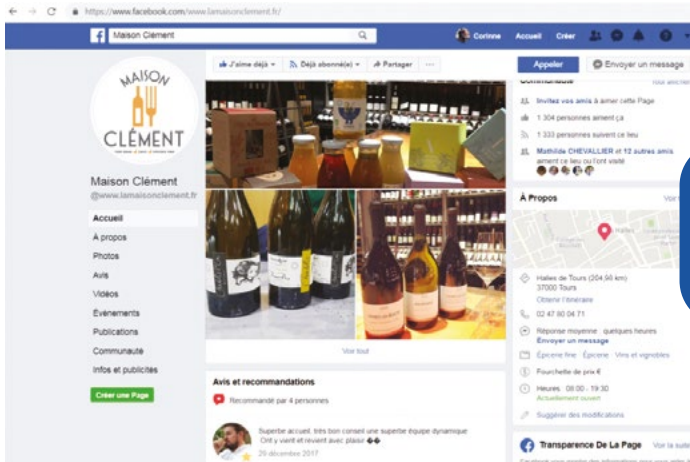 https://www.facebook.com/www.lamaisonclement.fr/
Maison Clément
Corinne
Accueil
Créer
J'aime déjà
Déjà abonné(e)
Partager
Appeler
Envoyer un message
MAISON
CLÉMENT
Maison Clément
@www.lamaisonclement.fr
Accueil
À propos
Photos
Avis
Vidéos
Évènements
Publications
Communauté
Infos et publicités
Créer une Page
Voir tout
Avis et recommandations
Recommandé par 4 personnes
Superbe accueil, très bon conseil une superbe équipe dynamique
Ont y vient et revient avec plaisir ��
29 décembre 2017
Communauté
Invitez vos amis à aimer cette Page
1 304 personnes aiment ça
1 333 personnes suivent ce lieu
Mathilde CHEVALLIER et 12 autres amis
aiment ce lieu ou l'ont visité
À Propos
Halles de Tours (204,96 km)
37000 Tours
Obtenir l'itinéraire
02 47 80 04 71
Réponse moyenne : quelques heures
Envoyer un message
Épicerie fine · Épicerie · Vins et vignobles
Fourchette de prix €
Heures : 08:00 - 19:30
Actuellement ouvert
Suggérer des modifications
Transparence De La Page
Voir la suite